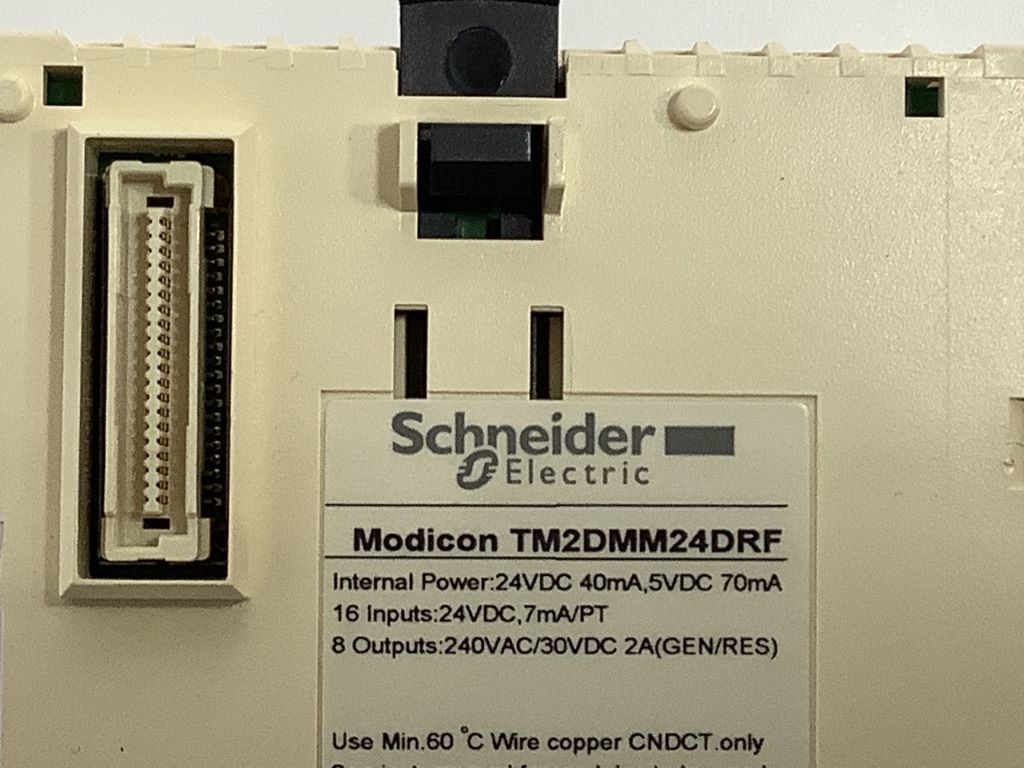 Schneider
Electric
Modicon TM2DMM24DRF
Internal Power:24VDC 40mA,5VDC 70mA
16 Inputs:24VDC,7mA/PT
8 Outputs:240VAC/30VDC 2A(GEN/RES)
Use Min.60 °C Wire copper CNDCT.only